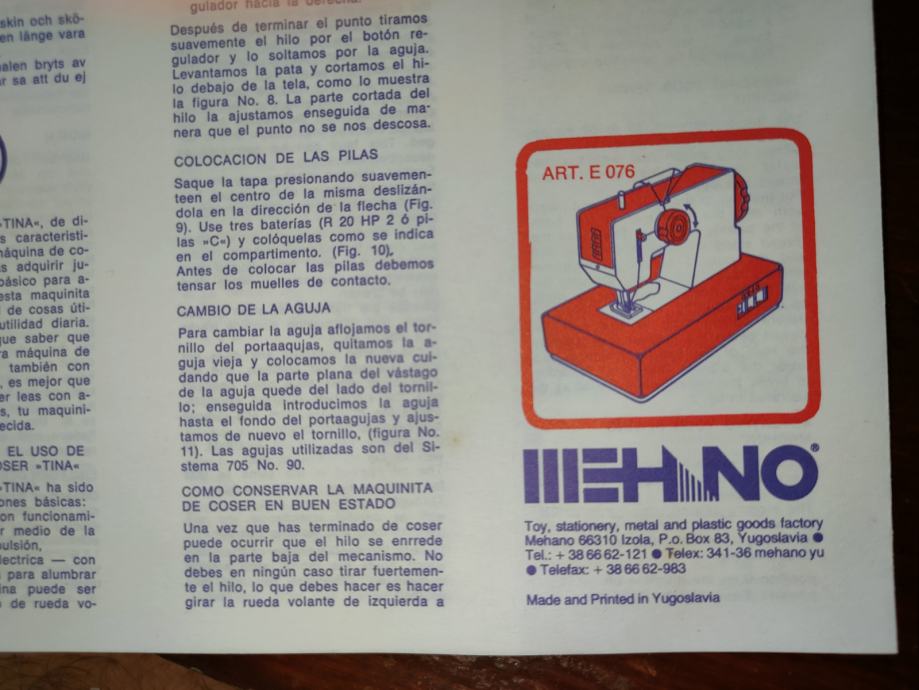 skin och skö-
en länge vara
nalen bryts av
r sa att du ej
»TINA«, de di-
s caracteristi-
náquina de co-
s adquirir ju-
básico para a-
esta maquinita
l de cosas úti-
utilidad diaria.
que saber que
a máquina de
también con
, es mejor que
er leas con a-
s, tu maquini-
ecida.
EL USO DE
OSER »TINA«
»TINA« ha sido
ones básicas:
on funcionami-
r medio de la
pulsión,
lectrica — con
para alumbrar
ina puede ser
de rueda vo-
gulador hacia la derecha.
Después de terminar el punto tiramos
suavemente el hilo por el botón re-
gulador y lo soltamos por la aguja.
Levantamos la pata y cortamos el hi-
lo debajo de la tela, como lo muestra
la figura No. 8. La parte cortada del
hilo la ajustamos enseguida de ma-
nera que el punto no se nos descosa.
COLOCACION DE LAS PILAS
Saque la tapa presionando suavemen-
teen el centro de la misma deslizán-
dola en la dirección de la flecha (Fig.
9). Use tres baterías (R 20 HP 2 ó pi-
las »C«) y colóquelas como se indica
en el compartimento. (Fig. 10),
Antes de colocar las pilas debemos
tensar los muelles de contacto.
CAMBIO DE LA AGUJA
Para cambiar la aguja aflojamos el tor-
nillo del portaaqujas, quitamos la a-
guja vieja y colocamos la nueva cui-
dando que la parte plana del vástago
de la aguja quede del lado del tornil-
lo; enseguida introducimos la aguja
hasta el fondo del portaagujas y ajus-
tamos de nuevo el tornillo, (figura No.
11). Las agujas utilizadas son del Si-
stema 705 No. 90.
COMO CONSERVAR LA MAQUINITA
DE COSER EN BUEN ESTADO
Una vez que has terminado de coser
puede ocurrir que el hilo se enrrede
en la parte baja del mecanismo. No
debes en ningún caso tirar fuertemen-
te el hilo, lo que debes hacer es hacer
girar la rueda volante de izquierda a
ART. E 076
MEHANO®
Toy, stationery, metal and plastic goods factory
Mehano 66310 Izola, P.o. Box 83, Yugoslavia ●
Tel.: + 38 66 62-121 ● Telex: 341-36 mehano yu
● Telefax: + 38 66 62-983
Made and Printed in Yugoslavia